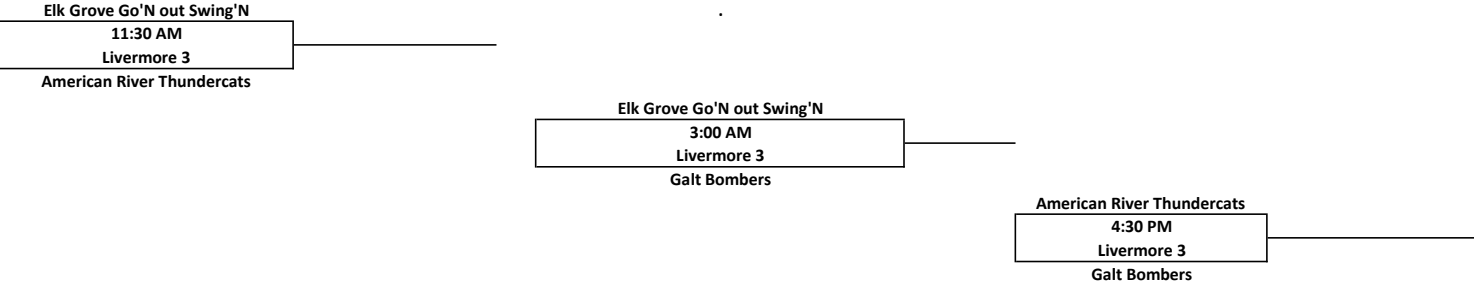 Elk Grove Go'N out Swing'N
.
11:30 AM
Livermore 3
American River Thundercats
Elk Grove Go'N out Swing'N
3:00 AM
Livermore 3
Galt Bombers
American River Thundercats
4:30 PM
Livermore 3
Galt Bombers